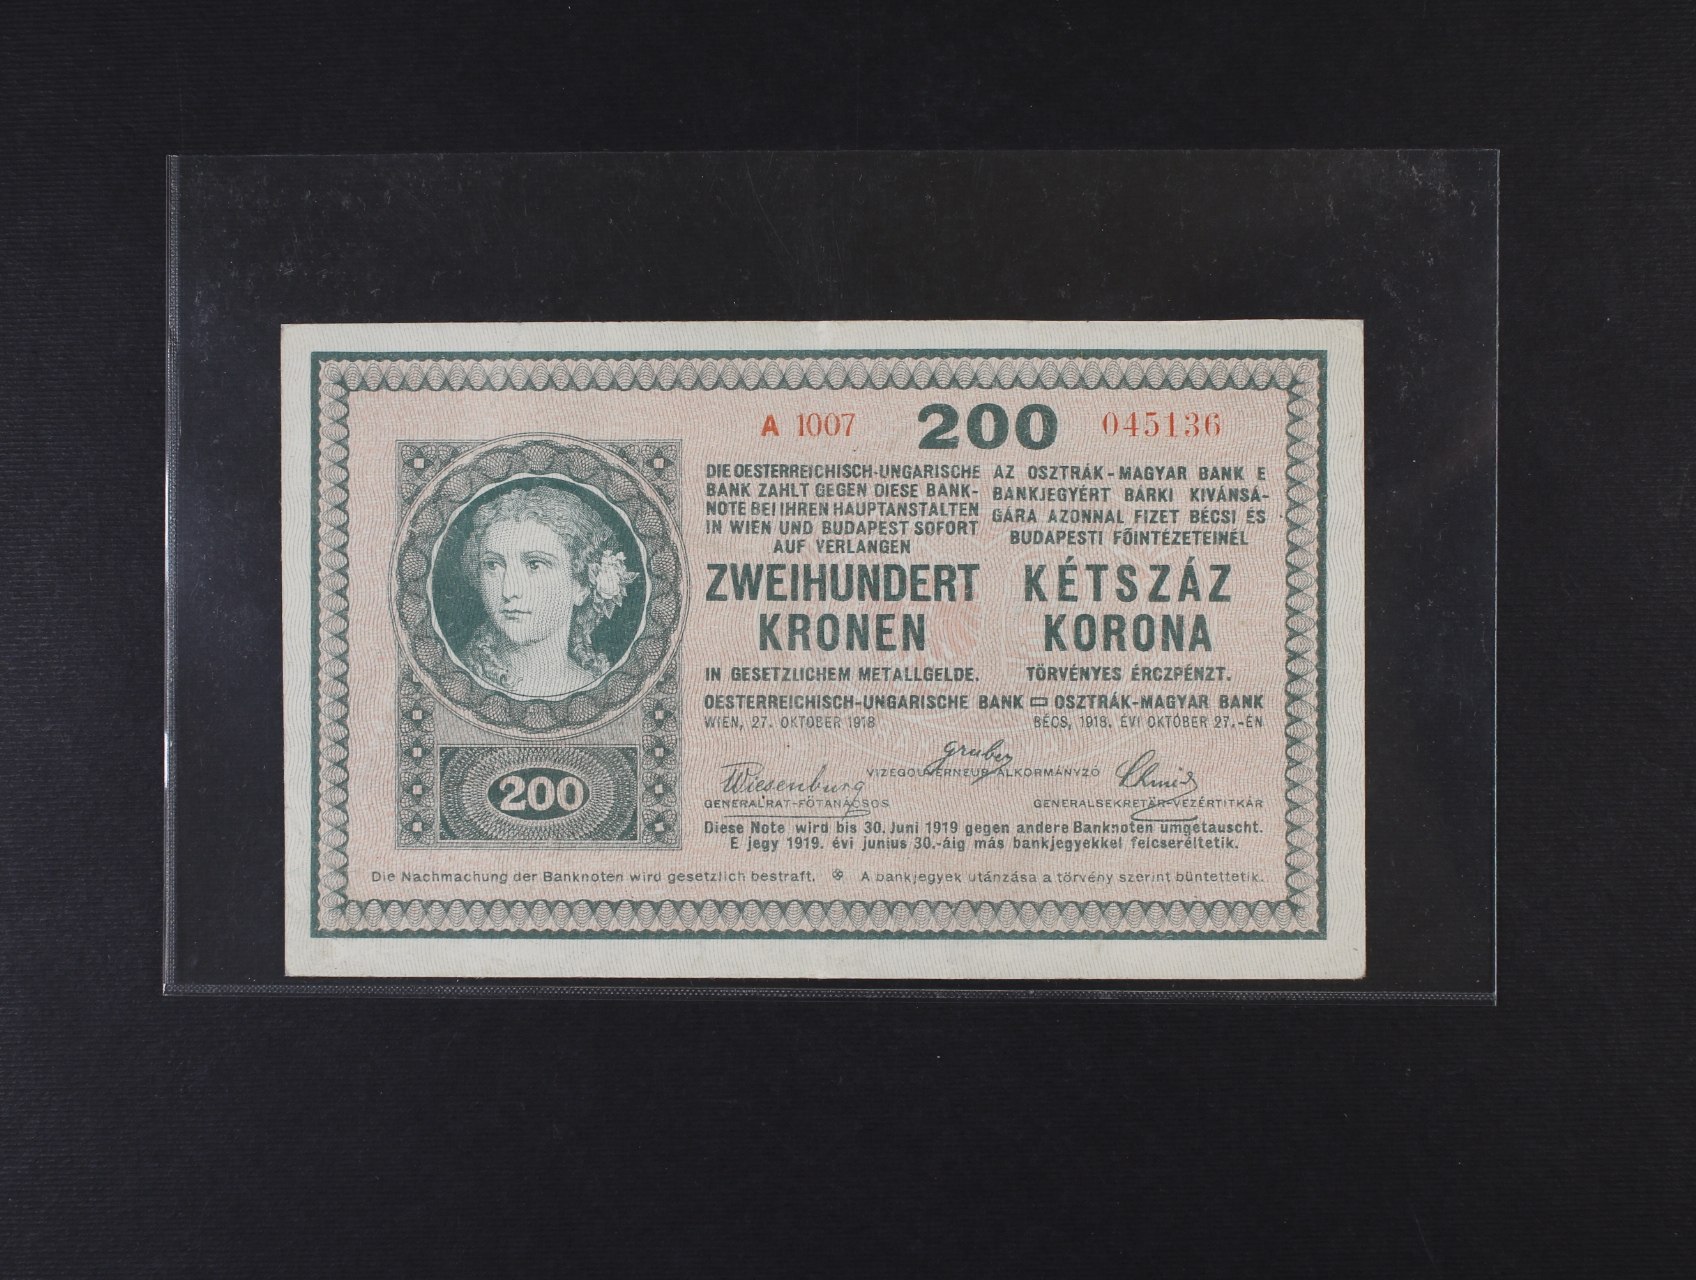 A 1007 200 045136
DIE OESTERREICHISCH-UNGARISCHE
BANK ZAHLT GEGEN DIESE BANK-
NOTE BEI IHREN HAUPTANSTALTEN
IN WIEN UND BUDAPEST SOFORT
AUF VERLANGEN
ZWEIHUNDERT
KRONEN
IN GESETZLICHEM METALLGELDE.
AZ OSZTRÁK-MAGYAR BANK E
BANKJEGYÉRT BÁRKI KIVÁNSÁ-
GÁRA AZONNAL FIZET BÉCSI ÉS
BUDAPESTI FŐINTÉZETEINÉL
KÉTSZÁZ
KORONA
TÖRVÉNYES ÉRCZPÉNZT.
OESTERREICHISCH-UNGARISCHE BANK OSZTRÁK-MAGYAR BANK
WIEN, 27. OKTOBER 1918 BÉCS, 1918. ÉVI OKTÓBER 27.-ÉN
Gruber
VIZEGOUVERNEUR-ALKORMÁNYZÓ
Wiesenburg
GENERALRAT-FŐTANÁCSOS
Schmid
GENERALSEKRETÄR-VEZÉRTITKÁR
200
Diese Note wird bis 30. Juni 1919 gegen andere Banknoten umgetauscht.
E jegy 1919. évi junius 30.-áig más bankjegyekkel felcseréltetik.
Die Nachmachung der Banknoten wird gesetzlich bestraft. A bankjegyek utánzása a törvény szerint büntettetik.